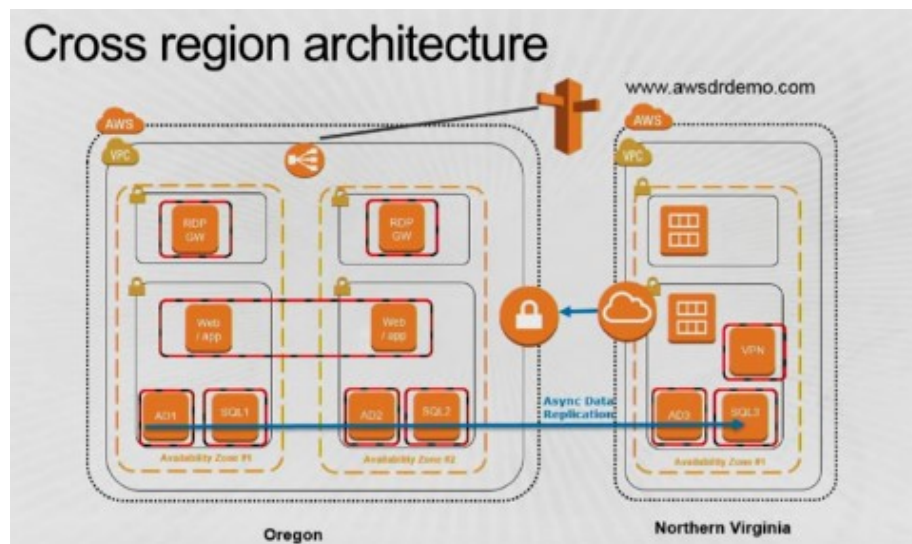 Cross region architecture
www.awsdrdemo.com
AWS
AWS
VPC
VPC
RDP
GW
RDP
GW
Web
/ app
Web
/ app
VPN
Async Data
Replication
AD1
SQL1
AD2
SQL2
AD3
SQL3
Availability Zone #1
Availability Zone #2
Availability Zone #1
Oregon
Northern Virginia